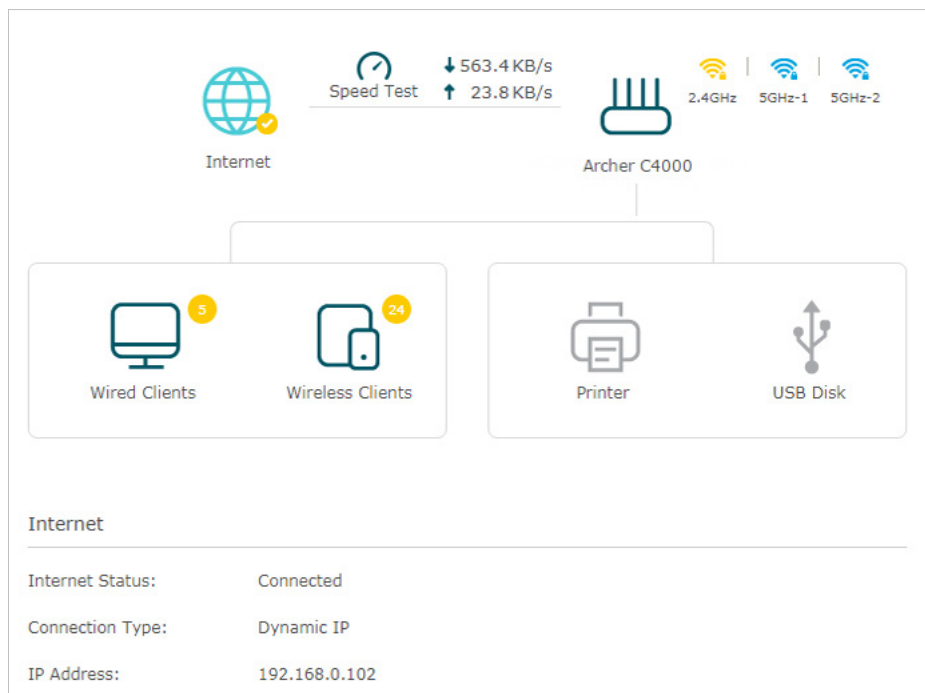 Speed Test
563.4 KB/s
23.8 KB/s
2.4GHz
5GHz-1
5GHz-2
Internet
Archer C4000
5
24
Wired Clients
Wireless Clients
Printer
USB Disk
Internet
Internet Status: Connected
Connection Type: Dynamic IP
IP Address: 192.168.0.102